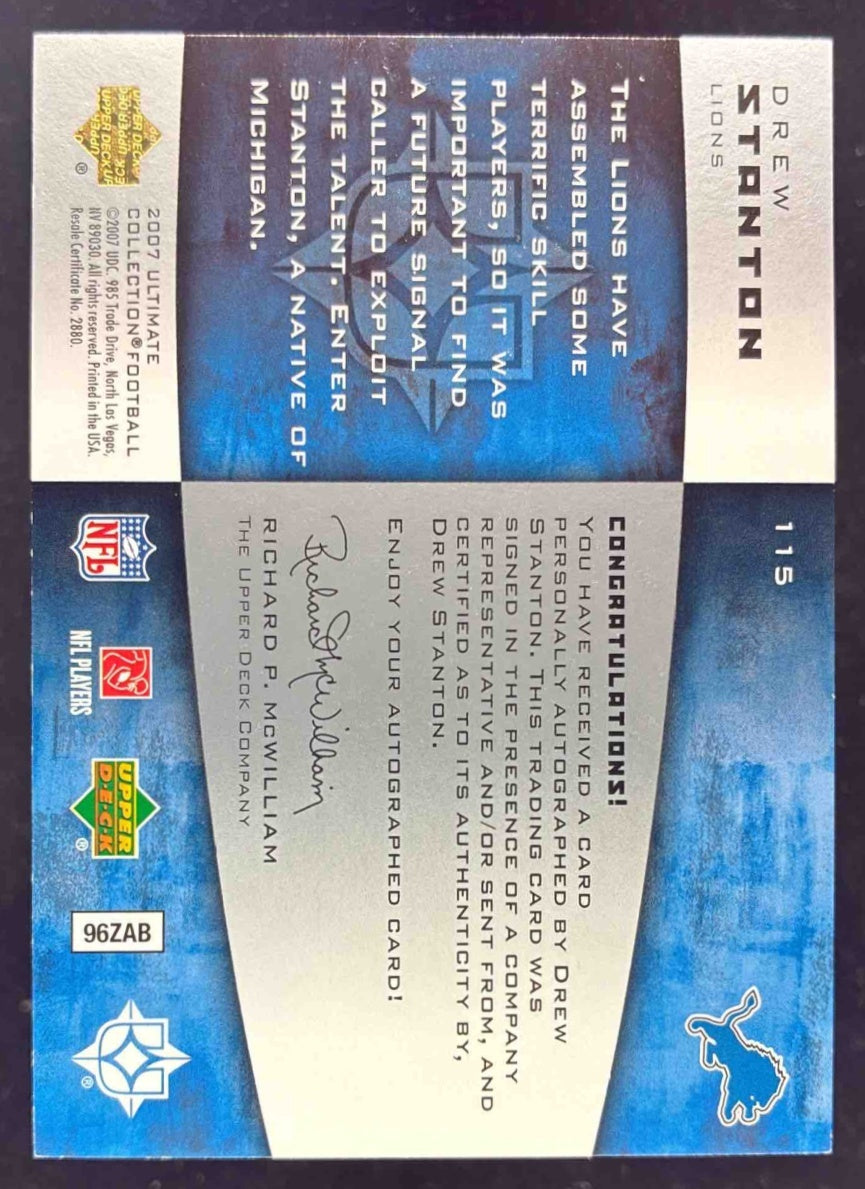 DREW
STANTON
LIONS
THE LIONS HAVE
ASSEMBLED SOME
TERRIFIC SKILL
PLAYERS, SO IT WAS
IMPORTANT TO FIND
A FUTURE SIGNAL
CALLER TO EXPLOIT
THE TALENT. ENTER
STANTON, A NATIVE OF
MICHIGAN.
2007 ULTIMATE
COLLECTION® FOOTBALL
©2007 UDC. 985 Trade Drive, North Las Vegas,
NV 89030. All rights reserved. Printed in the USA.
Resale Certificate No. 2880.
UPPER DECK
®
115
CONGRATULATIONS!
YOU HAVE RECEIVED A CARD
PERSONALLY AUTOGRAPHED BY DREW
STANTON. THIS TRADING CARD WAS
SIGNED IN THE PRESENCE OF A COMPANY
REPRESENTATIVE AND/OR SENT FROM, AND
CERTIFIED AS TO ITS AUTHENTICITY BY,
DREW STANTON.
ENJOY YOUR AUTOGRAPHED CARD!
Richard P. McWilliam
RICHARD P. MCWILLIAM
THE UPPER DECK COMPANY
NFL
NFL PLAYERS
UPPER
D·E·C·K
®
96ZAB
®